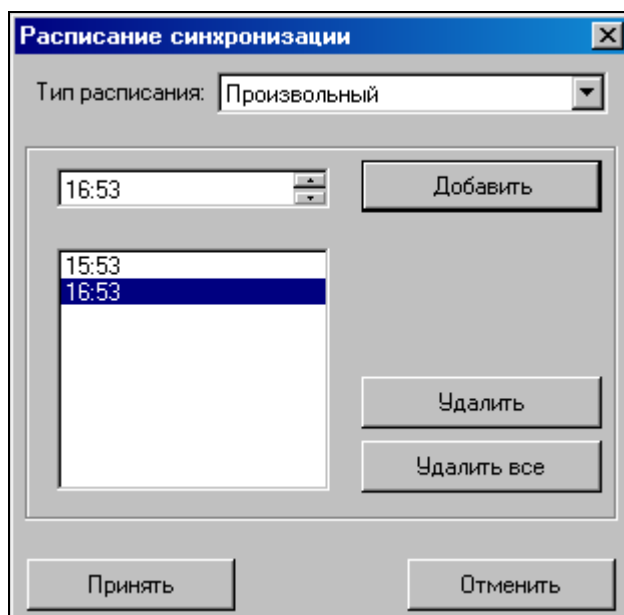 Расписание синхронизации
Тип расписания: Произвольный
16:53 Добавить
15:53
16:53
Удалить
Удалить все
Принять Отменить